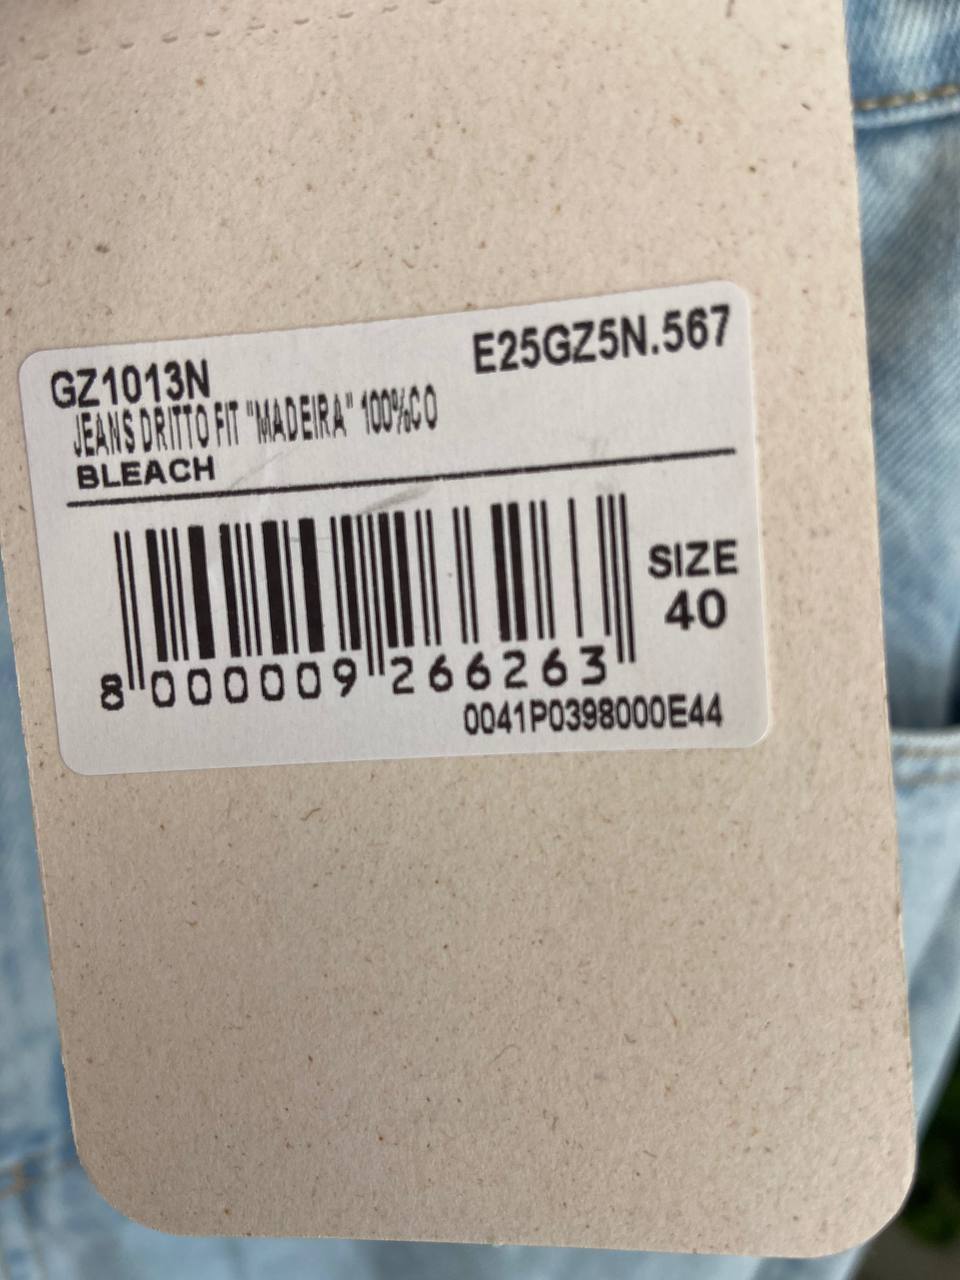 GZ1013N E25GZ5N.567
JEANS DRITTO FIT "MADEIRA" 100%CO
BLEACH
SIZE
40
8 000009 266263
0041P0398000E44